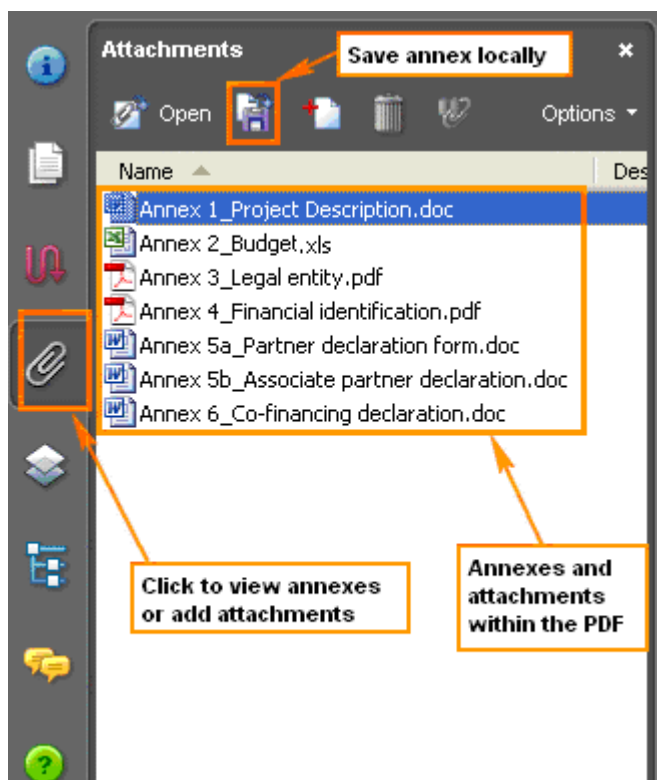 Attachments
Save annex locally
Open
Options
Name
Des
Annex 1_Project Description.doc
Annex 2_Budget.xls
Annex 3_Legal entity.pdf
Annex 4_Financial identification.pdf
Annex 5a_Partner declaration form.doc
Annex 5b_Associate partner declaration.doc
Annex 6_Co-financing declaration.doc
Click to view annexes
or add attachments
Annexes and
attachments
within the PDF